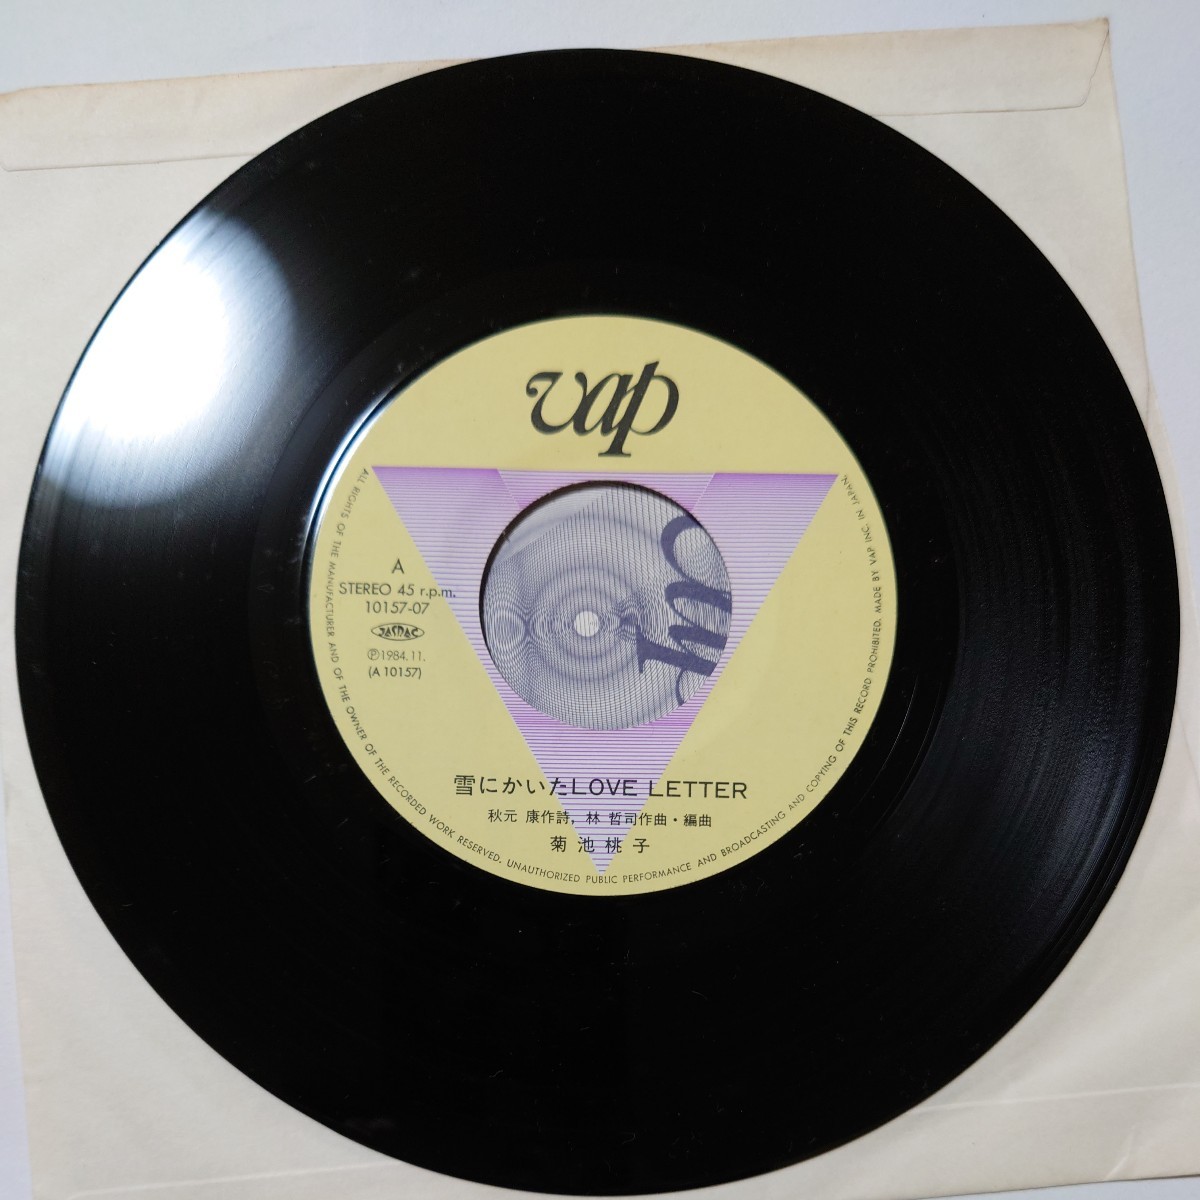 vap
A
STEREO 45 r.p.m.
10157-07
JASRAC
Ⓟ1984.11.
(A 10157)
雪にかいたLOVE LETTER
秋元 康作詩, 林 哲司作曲・編曲
菊池桃子
ALL RIGHTS OF THE MANUFACTURER AND OF THE OWNER OF THE RECORDED WORK RESERVED. UNAUTHORIZED PUBLIC PERFORMANCE AND BROADCASTING AND COPYING OF THIS RECORD PROHIBITED. MADE BY VAP INC. IN JAPAN.